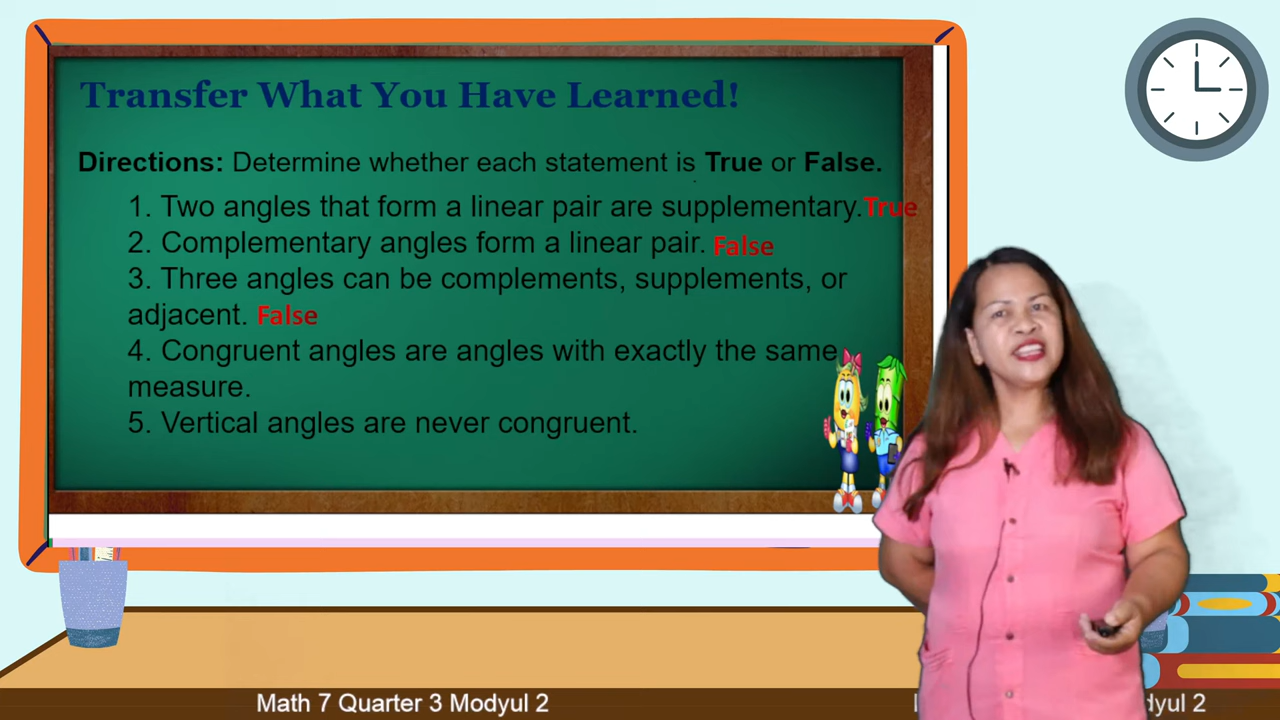 Transfer What You Have Learned!
Directions: Determine whether each statement is True or False.
1. Two angles that form a linear pair are supplementary.True
2. Complementary angles form a linear pair. False
3. Three angles can be complements, supplements, or
adjacent. False
4. Congruent angles are angles with exactly the same
measure.
5. Vertical angles are never congruent.
Math 7 Quarter 3 Modyul 2